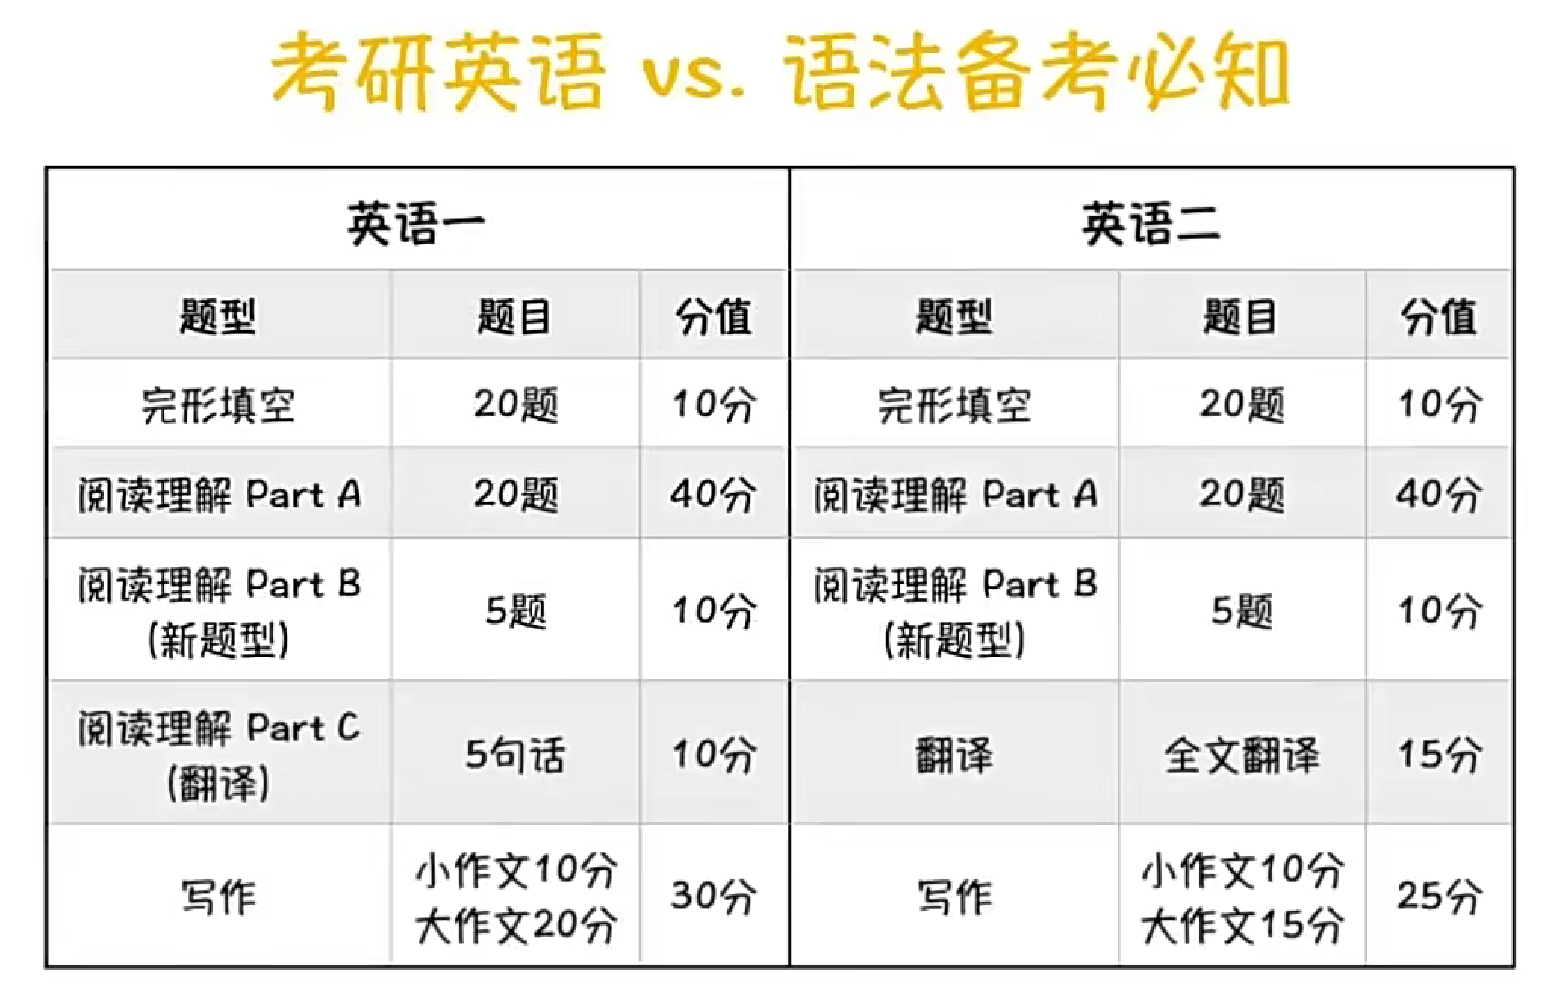 考研英语 vs. 语法备考必知
英语一 英语二
题型 题目 分值 题型 题目 分值
完形填空 20题 10分 完形填空 20题 10分
阅读理解 Part A 20题 40分 阅读理解 Part A 20题 40分
阅读理解 Part B
(新题型) 5题 10分 阅读理解 Part B
(新题型) 5题 10分
阅读理解 Part C
(翻译) 5句话 10分 翻译 全文翻译 15分
写作 小作文10分
大作文20分 30分 写作 小作文10分
大作文15分 25分